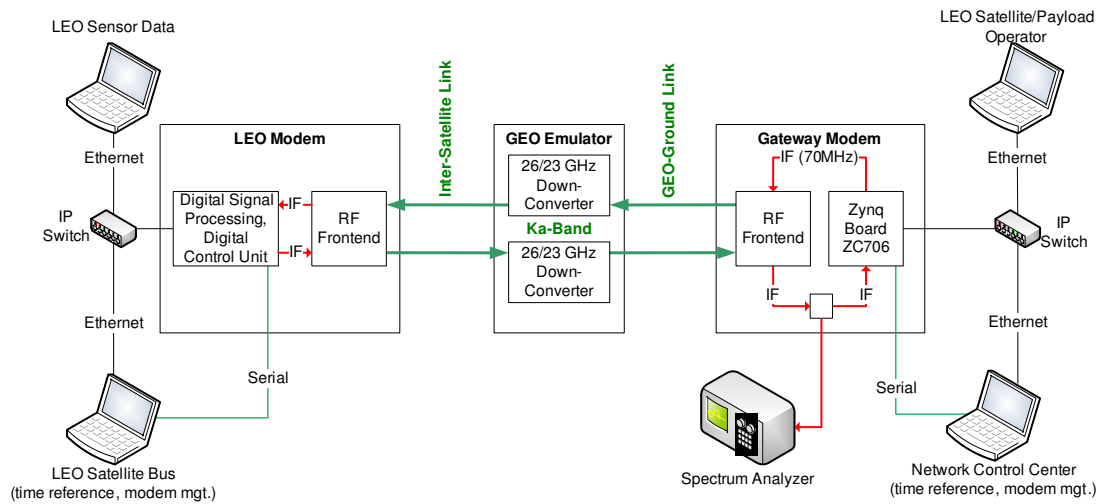 LEO Sensor Data
LEO Satellite/Payload
Operator
Inter-Satellite Link
GEO-Ground Link
Ethernet
Ethernet
LEO Modem
GEO Emulator
Gateway Modem
IF (70MHz)
26/23 GHz
Down-
Converter
Digital Signal
Processing,
Digital
Control Unit
IF
IF
RF
Frontend
Ka-Band
26/23 GHz
Down-
Converter
RF
Frontend
Zynq
Board
ZC706
IP
Switch
IP
Switch
IF
IF
Ethernet
Ethernet
Serial
Serial
Spectrum Analyzer
LEO Satellite Bus
(time reference, modem mgt.)
Network Control Center
(time reference, modem mgt.)